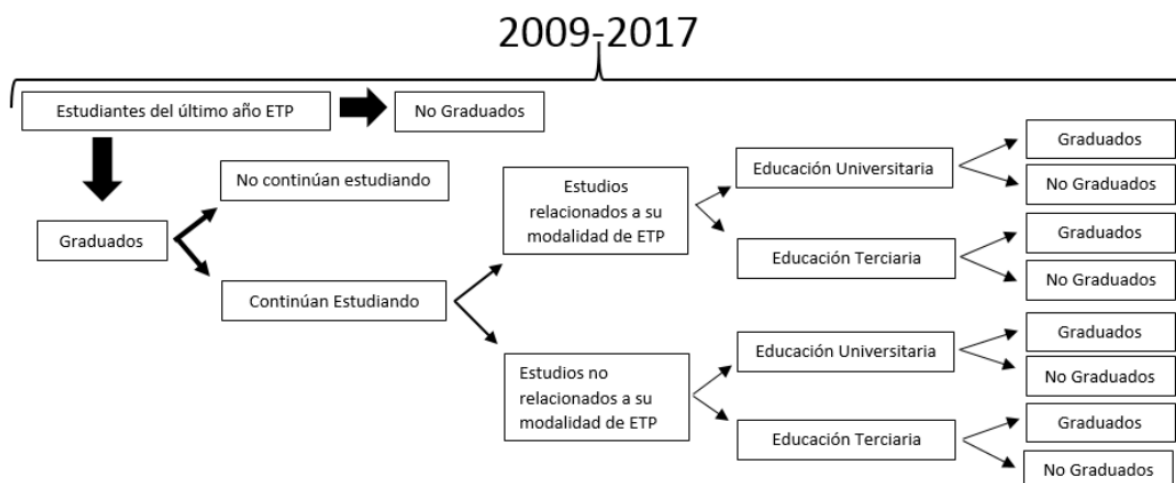 2009-2017
Estudiantes del último año ETP
No Graduados
Graduados
No continúan estudiando
Continúan Estudiando
Estudios
relacionados a su
modalidad de ETP
Educación Universitaria
Graduados
No Graduados
Educación Terciaria
Graduados
No Graduados
Estudios no
relacionados a su
modalidad de ETP
Educación Universitaria
Graduados
No Graduados
Educación Terciaria
Graduados
No Graduados